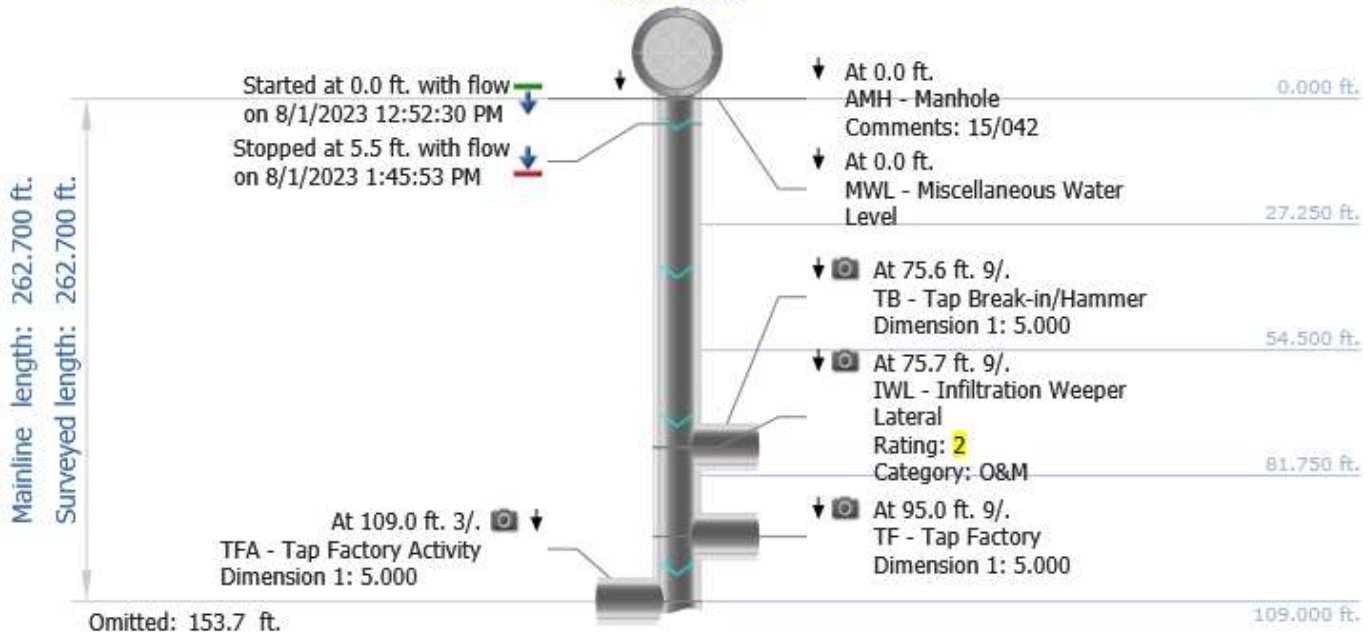 Started at 0.0 ft. with flow
on 8/1/2023 12:52:30 PM
Stopped at 5.5 ft. with flow
on 8/1/2023 1:45:53 PM
At 0.0 ft.
AMH - Manhole
Comments: 15/042
0.000 ft.
At 0.0 ft.
MWL - Miscellaneous Water
Level
27.250 ft.
At 75.6 ft. 9/.
TB - Tap Break-in/Hammer
Dimension 1: 5.000
54.500 ft.
At 75.7 ft. 9/.
IWL - Infiltration Weeper
Lateral
Rating: 2
Category: O&M
81.750 ft.
At 95.0 ft. 9/.
TF - Tap Factory
Dimension 1: 5.000
At 109.0 ft. 3/.
TFA - Tap Factory Activity
Dimension 1: 5.000
109.000 ft.
Mainline length: 262.700 ft.
Surveyed length: 262.700 ft.
Omitted: 153.7 ft.